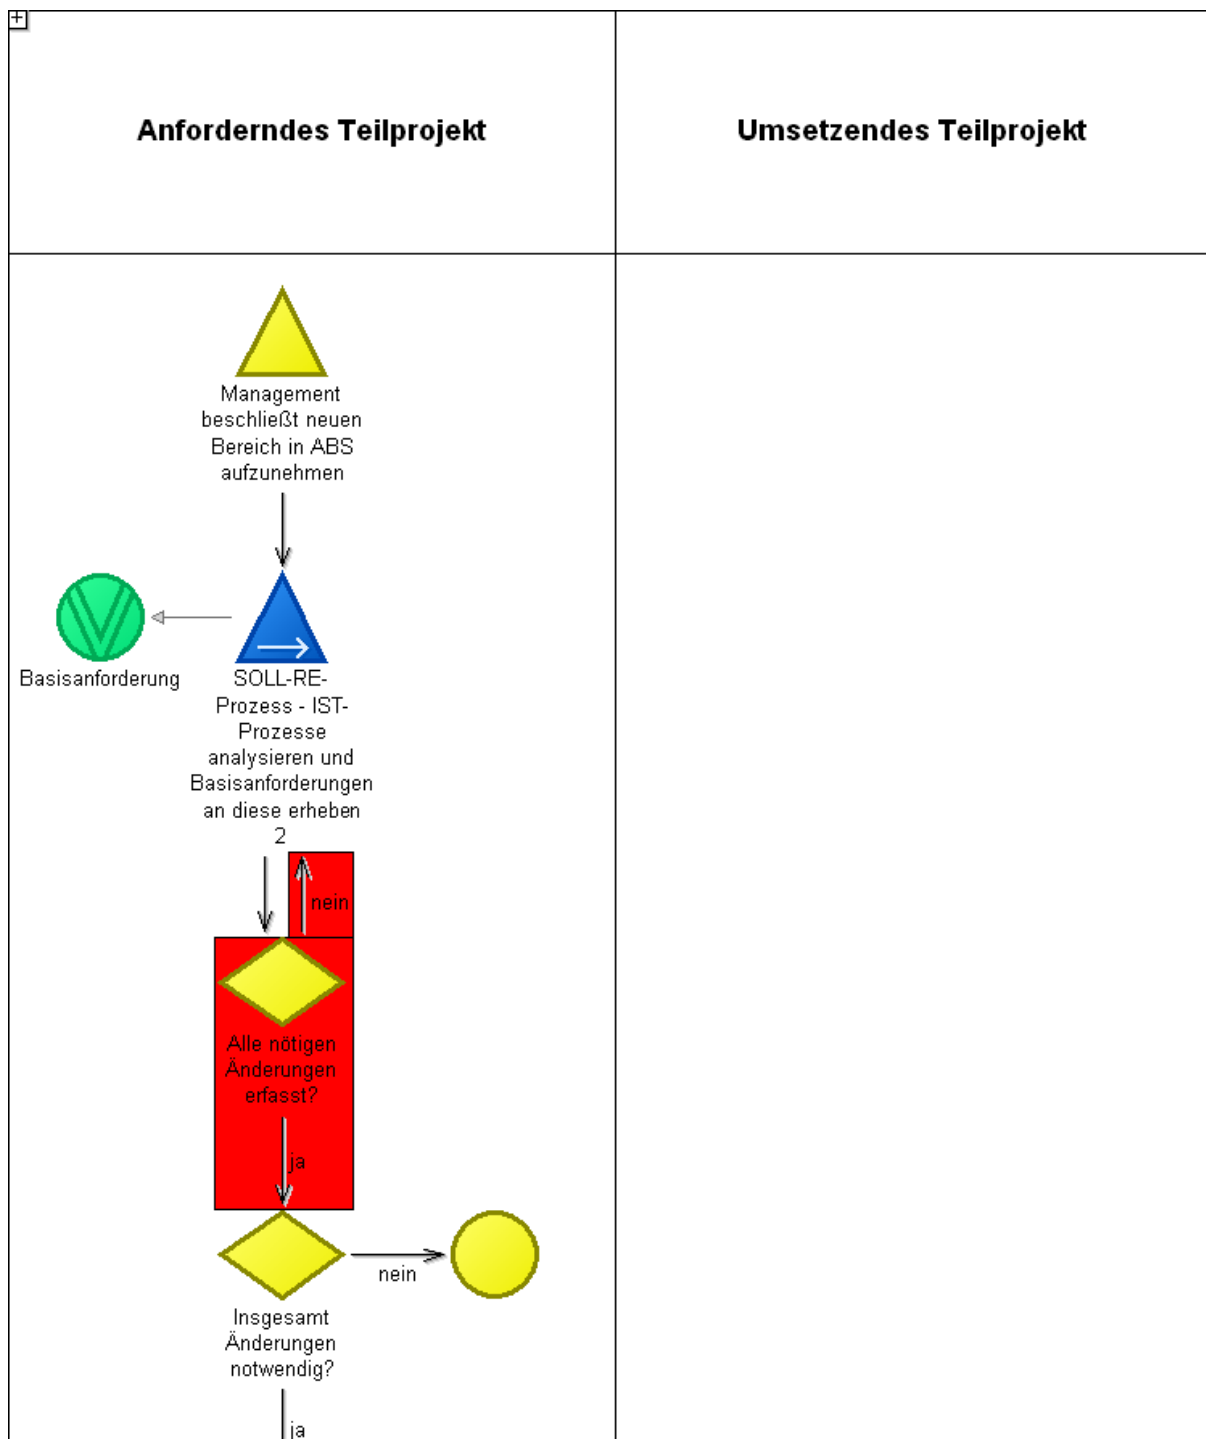 Anforderndes Teilprojekt
Umsetzendes Teilprojekt
Management
beschließt neuen
Bereich in ABS
aufzunehmen
Basisanforderung
SOLL-RE-
Prozess - IST-
Prozesse
analysieren und
Basisanforderungen
an diese erheben
2
nein
Alle nötigen
Änderungen
erfasst?
ja
nein
Insgesamt
Änderungen
notwendig?
ja